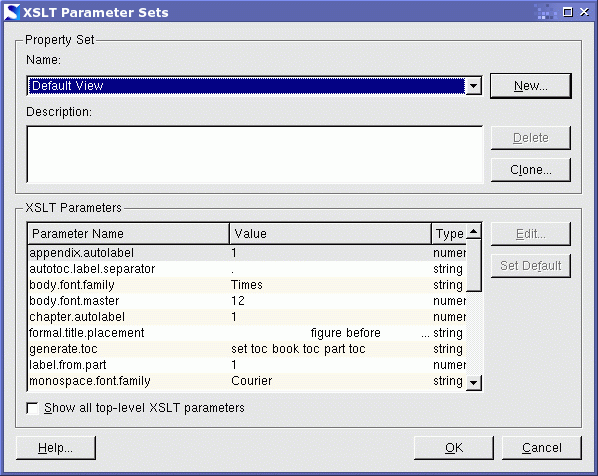 XSLT Parameter Sets
Property Set
Name:
Default View
New...
Description:
Delete
Clone...
XSLT Parameters
Parameter Name Value Type
Edit...
appendix.autolabel 1 numer
autotoc.label.separator . string
Set Default
body.font.family Times string
body.font.master 12 numer
chapter.autolabel 1 numer
formal.title.placement figure before ... string
generate.toc set toc book toc part toc string
label.from.part 1 numer
monospace.font.family Courier string
Show all top-level XSLT parameters
Help... OK Cancel